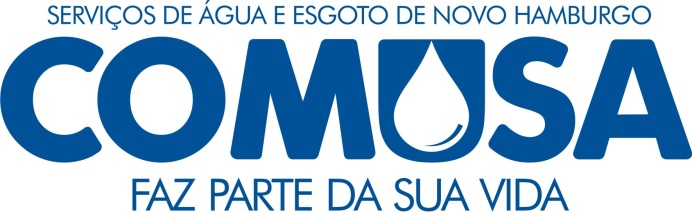 SERVIÇOS DE ÁGUA E ESGOTO DE NOVO HAMBURGO
COMUSA
FAZ PARTE DA SUA VIDA